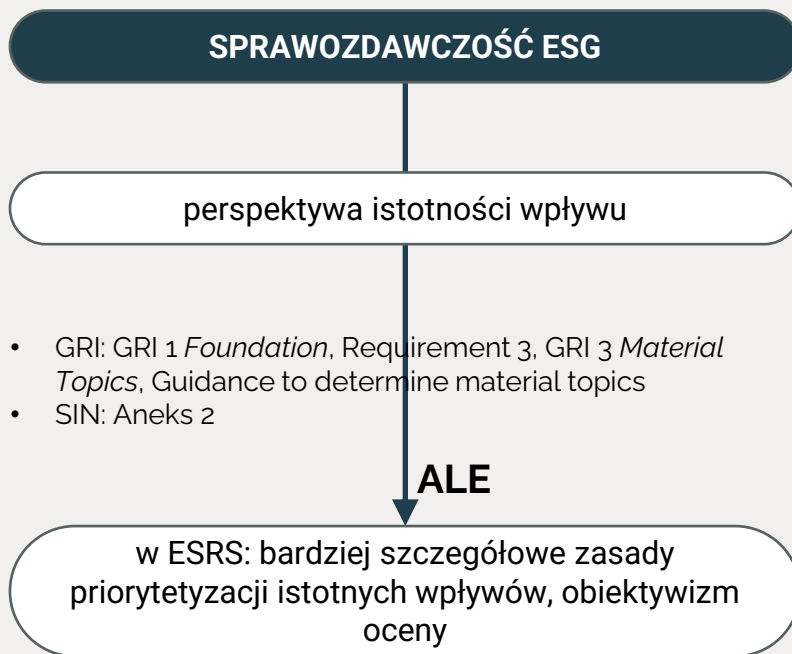 SPRAWOZDAWCZOŚĆ ESG
perspektywa istotności wpływu
• GRI: GRI 1 Foundation, Requirement 3, GRI 3 Material
Topics, Guidance to determine material topics
• SIN: Aneks 2
ALE
w ESRS: bardziej szczegółowe zasady
priorytetyzacji istotnych wpływów, obiektywizm
oceny